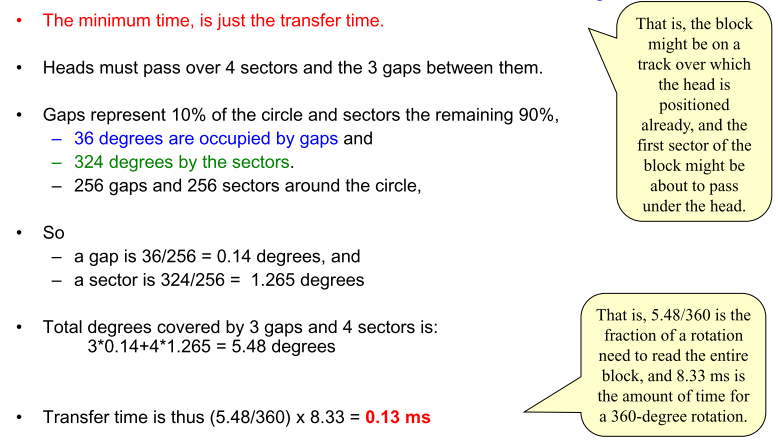 • The minimum time, is just the transfer time.
• Heads must pass over 4 sectors and the 3 gaps between them.
• Gaps represent 10% of the circle and sectors the remaining 90%,
– 36 degrees are occupied by gaps and
– 324 degrees by the sectors.
– 256 gaps and 256 sectors around the circle,
• So
– a gap is 36/256 = 0.14 degrees, and
– a sector is 324/256 = 1.265 degrees
• Total degrees covered by 3 gaps and 4 sectors is:
3*0.14+4*1.265 = 5.48 degrees
• Transfer time is thus (5.48/360) x 8.33 = 0.13 ms
That is, the block
might be on a
track over which
the head is
positioned
already, and the
first sector of the
block might be
about to pass
under the head.
That is, 5.48/360 is the
fraction of a rotation
need to read the entire
block, and 8.33 ms is
the amount of time for
a 360-degree rotation.